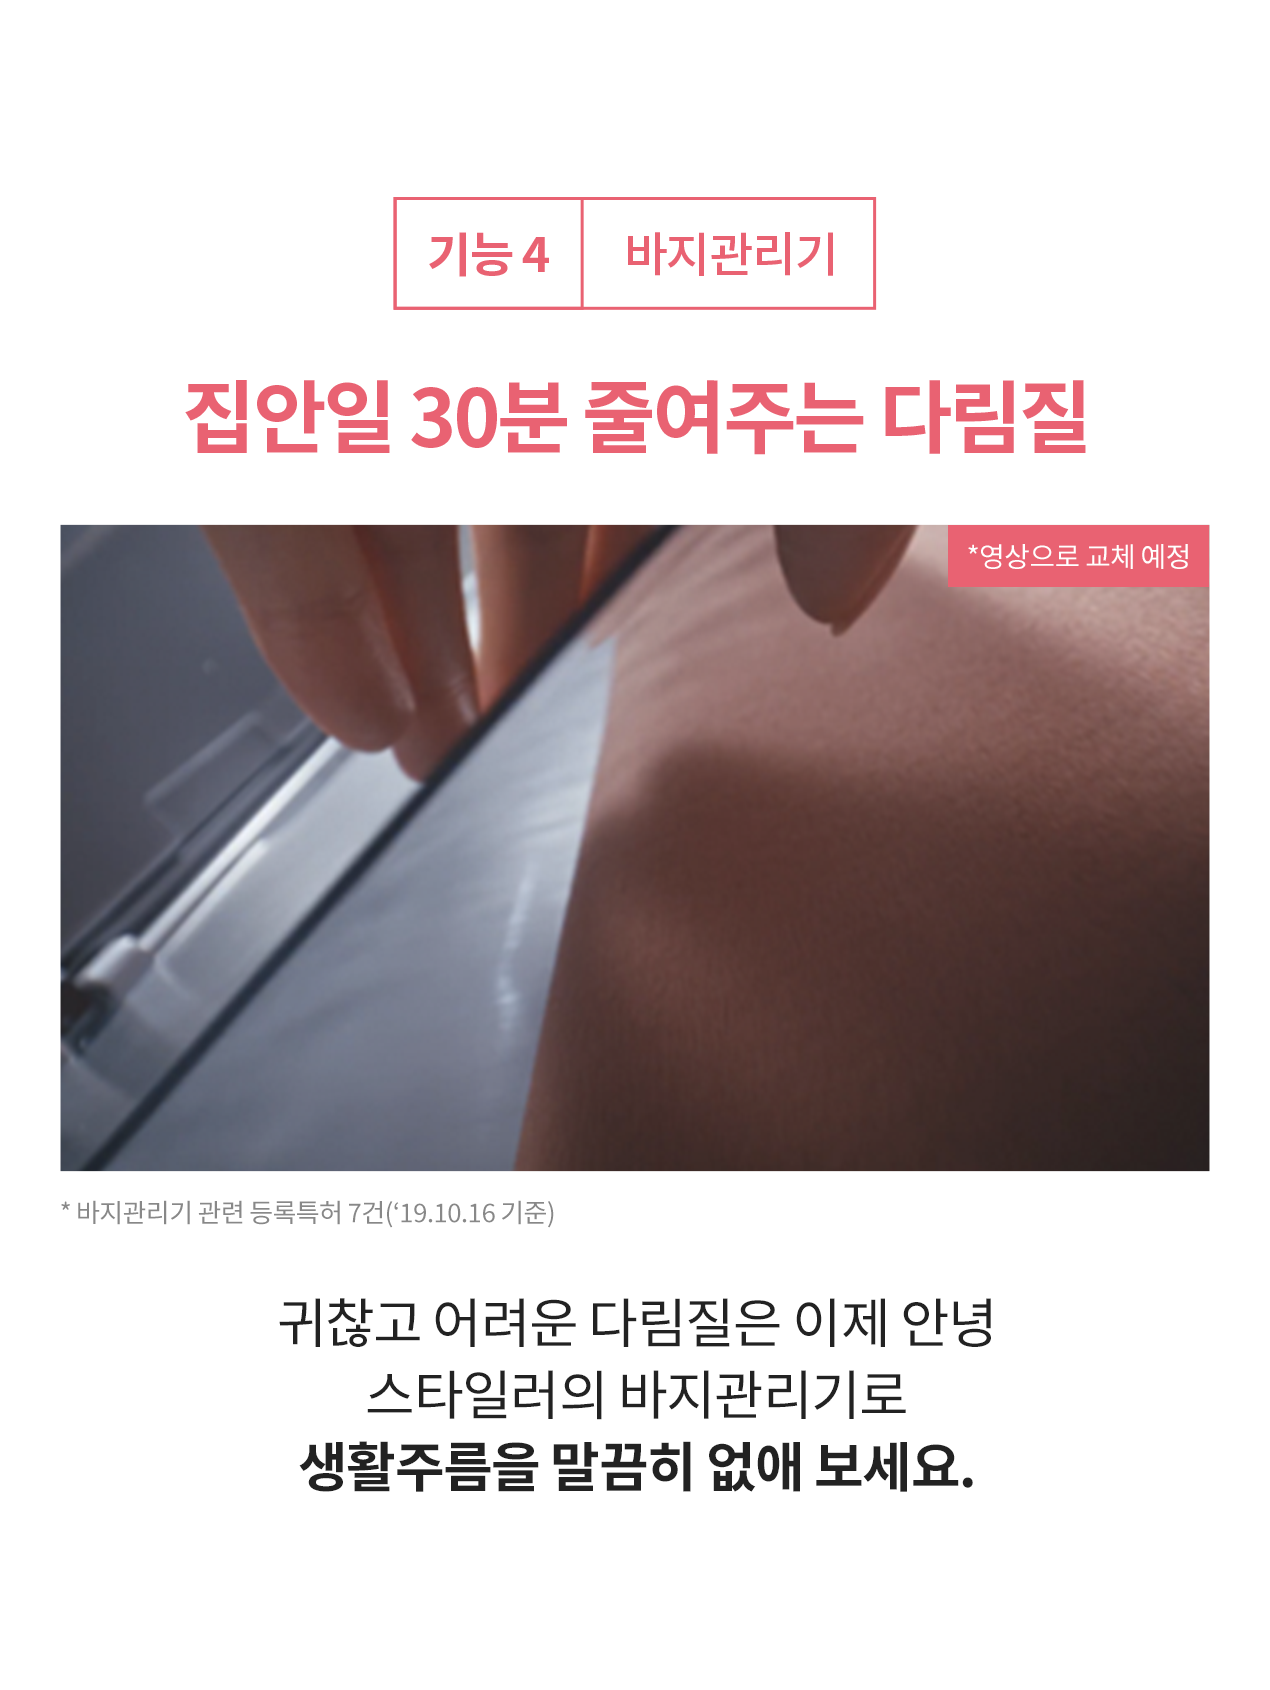 기능 4 바지관리기
집안일 30분 줄여주는 다림질
*영상으로 교체 예정
* 바지관리기 관련 등록특허 7건(‘19.10.16 기준)
귀찮고 어려운 다림질은 이제 안녕
스타일러의 바지관리기로
생활주름을 말끔히 없애 보세요.